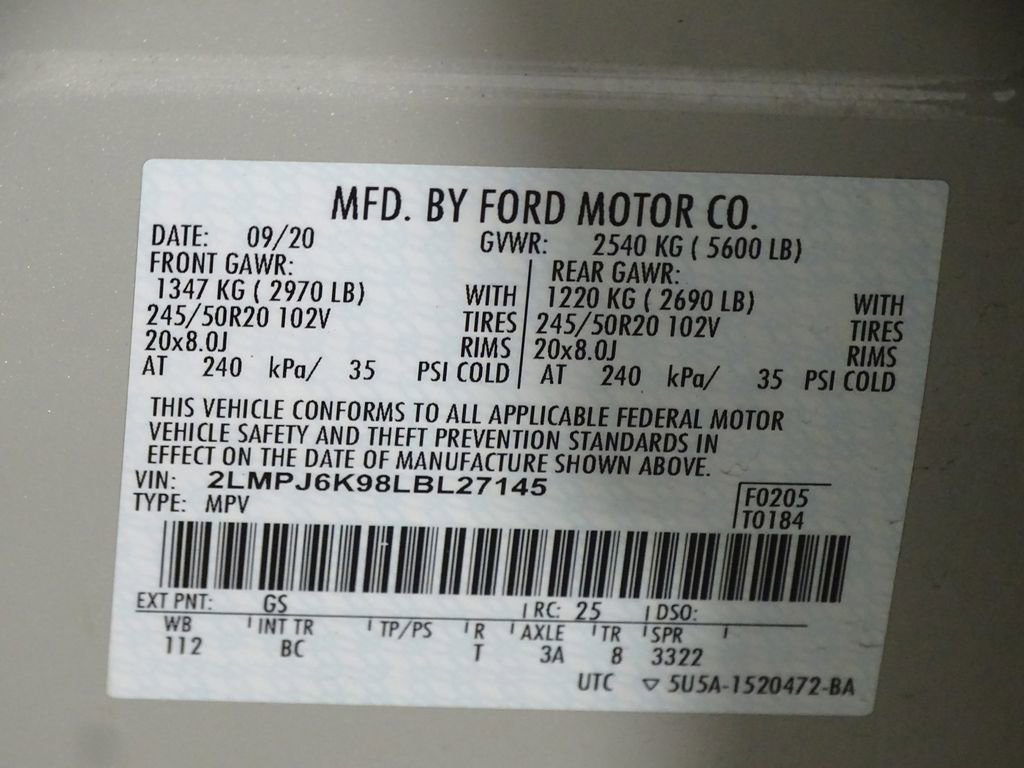 MFD. BY FORD MOTOR CO.
DATE: 09/20 GVWR: 2540 KG ( 5600 LB)
FRONT GAWR: REAR GAWR:
1347 KG ( 2970 LB) WITH 1220 KG ( 2690 LB) WITH
245/50R20 102V TIRES 245/50R20 102V TIRES
20x8.0J RIMS 20x8.0J RIMS
AT 240 kPa/ 35 PSI COLD AT 240 kPa/ 35 PSI COLD
THIS VEHICLE CONFORMS TO ALL APPLICABLE FEDERAL MOTOR
VEHICLE SAFETY AND THEFT PREVENTION STANDARDS IN
EFFECT ON THE DATE OF MANUFACTURE SHOWN ABOVE.
VIN: 2LMPJ6K98LBL27145
TYPE: MPV
F0205
T0184
EXT PNT: GS RC: 25 DSO:
WB INT TR TP/PS R AXLE TR SPR
112 BC T 3A 8 3322
UTC ▽ 5U5A-1520472-BA